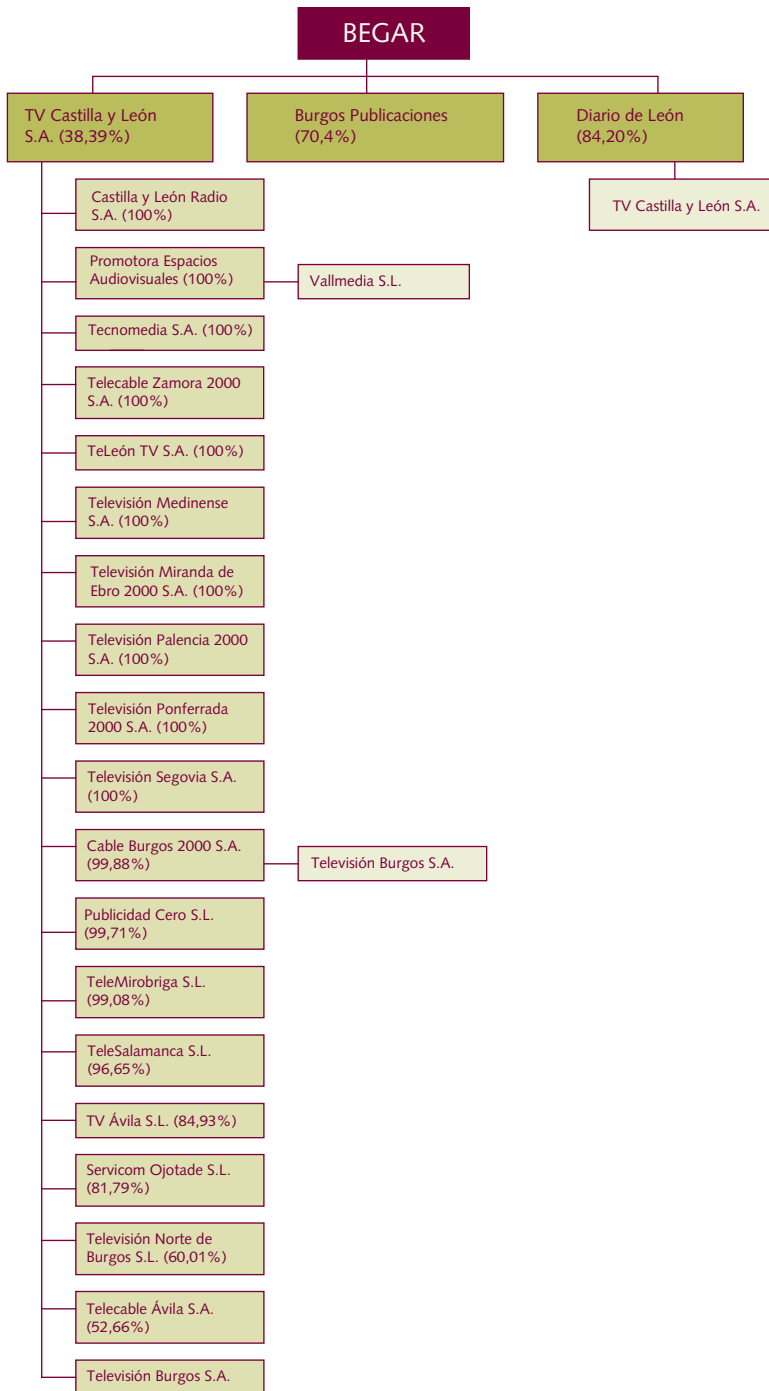 BEGAR
TV Castilla y León
S.A. (38,39%)
Burgos Publicaciones
(70,4%)
Diario de León
(84,20%)
TV Castilla y León S.A.
Castilla y León Radio
S.A. (100%)
Promotora Espacios
Audiovisuales (100%)
Vallmedia S.L.
Tecnomedia S.A. (100%)
Telecable Zamora 2000
S.A. (100%)
TeLeón TV S.A. (100%)
Televisión Medinense
S.A. (100%)
Televisión Miranda de
Ebro 2000 S.A. (100%)
Televisión Palencia 2000
S.A. (100%)
Televisión Ponferrada
2000 S.A. (100%)
Televisión Segovia S.A.
(100%)
Cable Burgos 2000 S.A.
(99,88%)
Televisión Burgos S.A.
Publicidad Cero S.L.
(99,71%)
TeleMirobriga S.L.
(99,08%)
TeleSalamanca S.L.
(96,65%)
TV Ávila S.L. (84,93%)
Servicom Ojotade S.L.
(81,79%)
Televisión Norte de
Burgos S.L. (60,01%)
Telecable Ávila S.A.
(52,66%)
Televisión Burgos S.A.